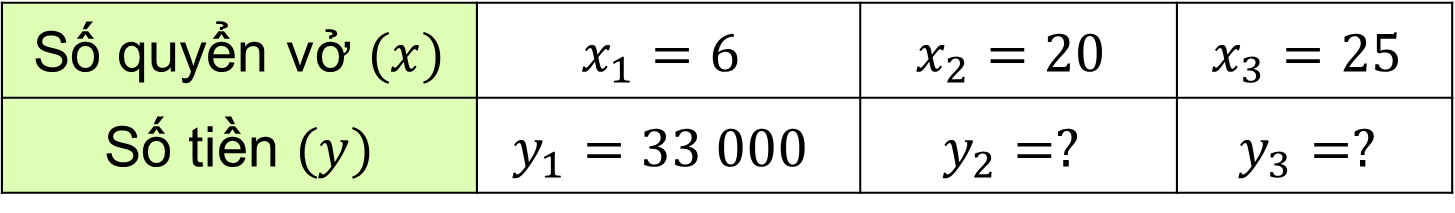 Số quyển vở (x) x₁ = 6 x₂ = 20 x₃ = 25
Số tiền (y) y₁ = 33 000 y₂ =? y₃ =?